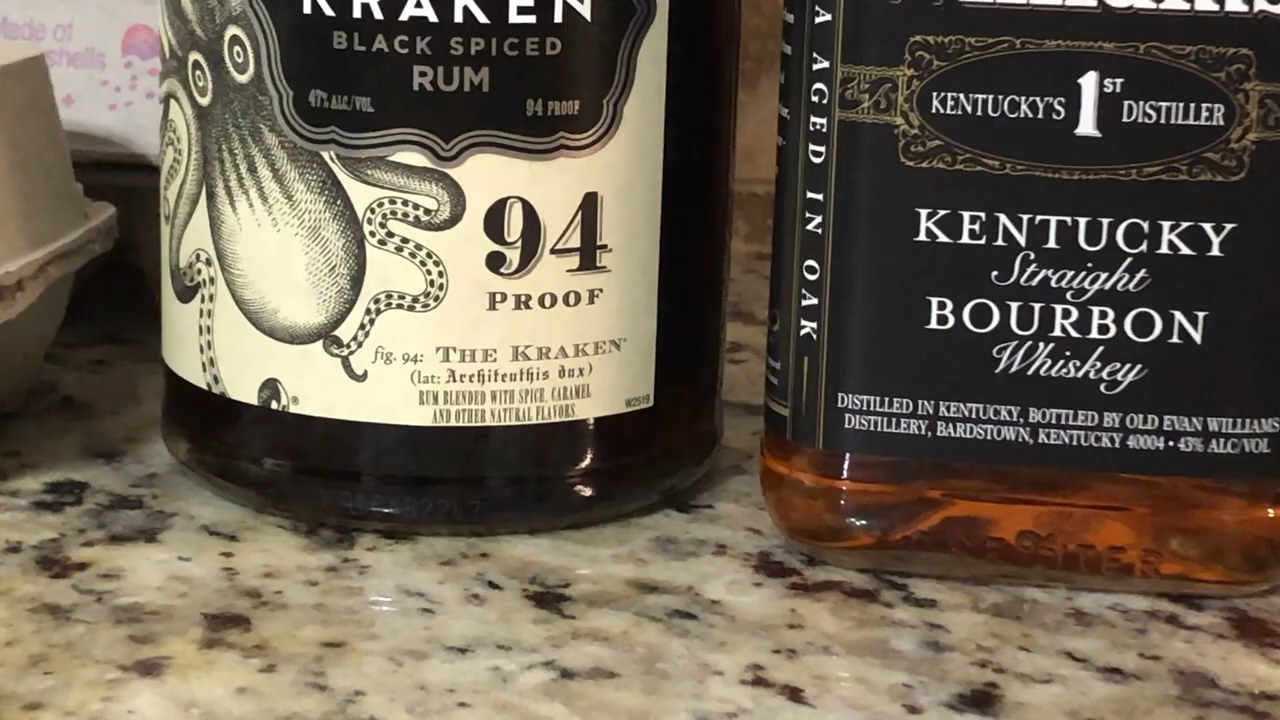 Made of
shells
KRAKEN
BLACK SPICED
RUM
47% ALC/VOL.
94 PROOF
94
PROOF
fig. 94: THE KRAKEN
(lat: Architeuthis dux)
RUM BLENDED WITH SPICE, CARAMEL
AND OTHER NATURAL FLAVORS.
W2519
®
A AGED IN OAK
KENTUCKY'S 1ST DISTILLER
KENTUCKY
Straight
BOURBON
Whiskey
DISTILLED IN KENTUCKY, BOTTLED BY OLD EVAN WILLIAMS
DISTILLERY, BARDSTOWN, KENTUCKY 40004 • 43% ALC/VOL